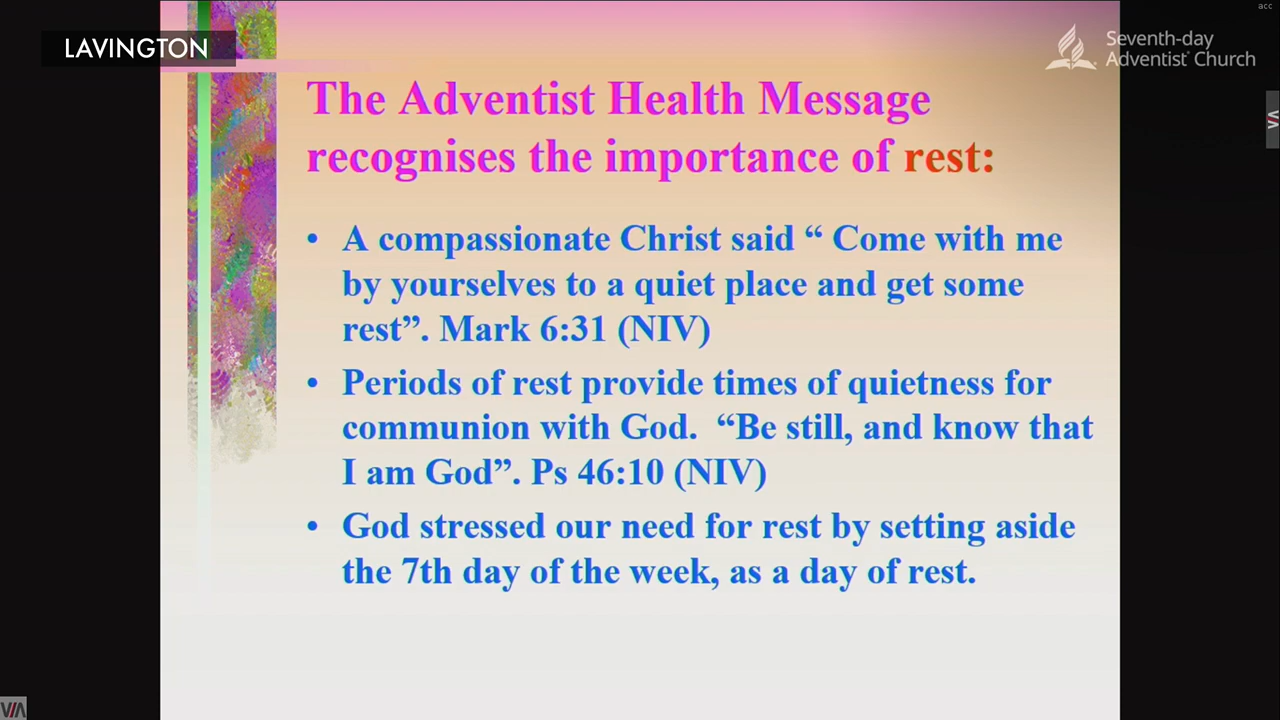 acc
LAVINGTON
Seventh-day
Adventist® Church
The Adventist Health Message
recognises the importance of rest:
• A compassionate Christ said “ Come with me
by yourselves to a quiet place and get some
rest”. Mark 6:31 (NIV)
• Periods of rest provide times of quietness for
communion with God.  “Be still, and know that
I am God”. Ps 46:10 (NIV)
• God stressed our need for rest by setting aside
the 7th day of the week, as a day of rest.
VIA